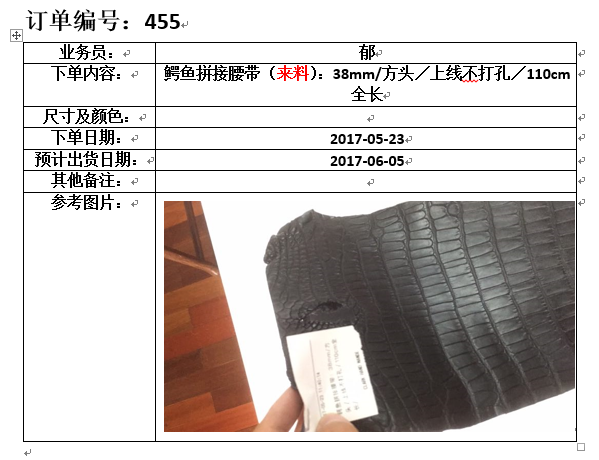 订单编号：455
业务员：
郁
下单内容：
鳄鱼拼接腰带（来料）：38mm/方头／上线不打孔／110cm
全长
尺寸及颜色：
下单日期：
2017-05-23
预计出货日期：
2017-06-05
其他备注：
参考图片：